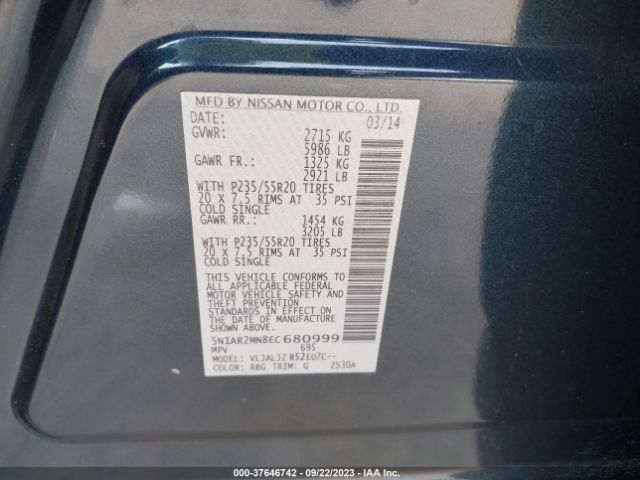 MFD BY NISSAN MOTOR CO., LTD.
DATE: 03/14
GVWR: 2715 KG
5986 LB
GAWR FR.: 1325 KG
2921 LB
WITH P235/55R20 TIRES
20 X 7.5 RIMS AT 35 PSI
COLD SINGLE
GAWR RR.: 1454 KG
3205 LB
WITH P235/55R20 TIRES
20 X 7.5 RIMS AT 35 PSI
COLD SINGLE
THIS VEHICLE CONFORMS TO
ALL APPLICABLE FEDERAL
MOTOR VEHICLE SAFETY AND
THEFT PREVENTION
STANDARDS IN EFFECT ON
THE DATE OF MANUFACTURE
SHOWN ABOVE.
5N1AR2MN8EC680999
MPV 695
MODEL: VLJALJZ R52EU7C--
COLOR: RBG TRIM: G 2S30A
000-37646742 - 09/22/2023 - IAA Inc.